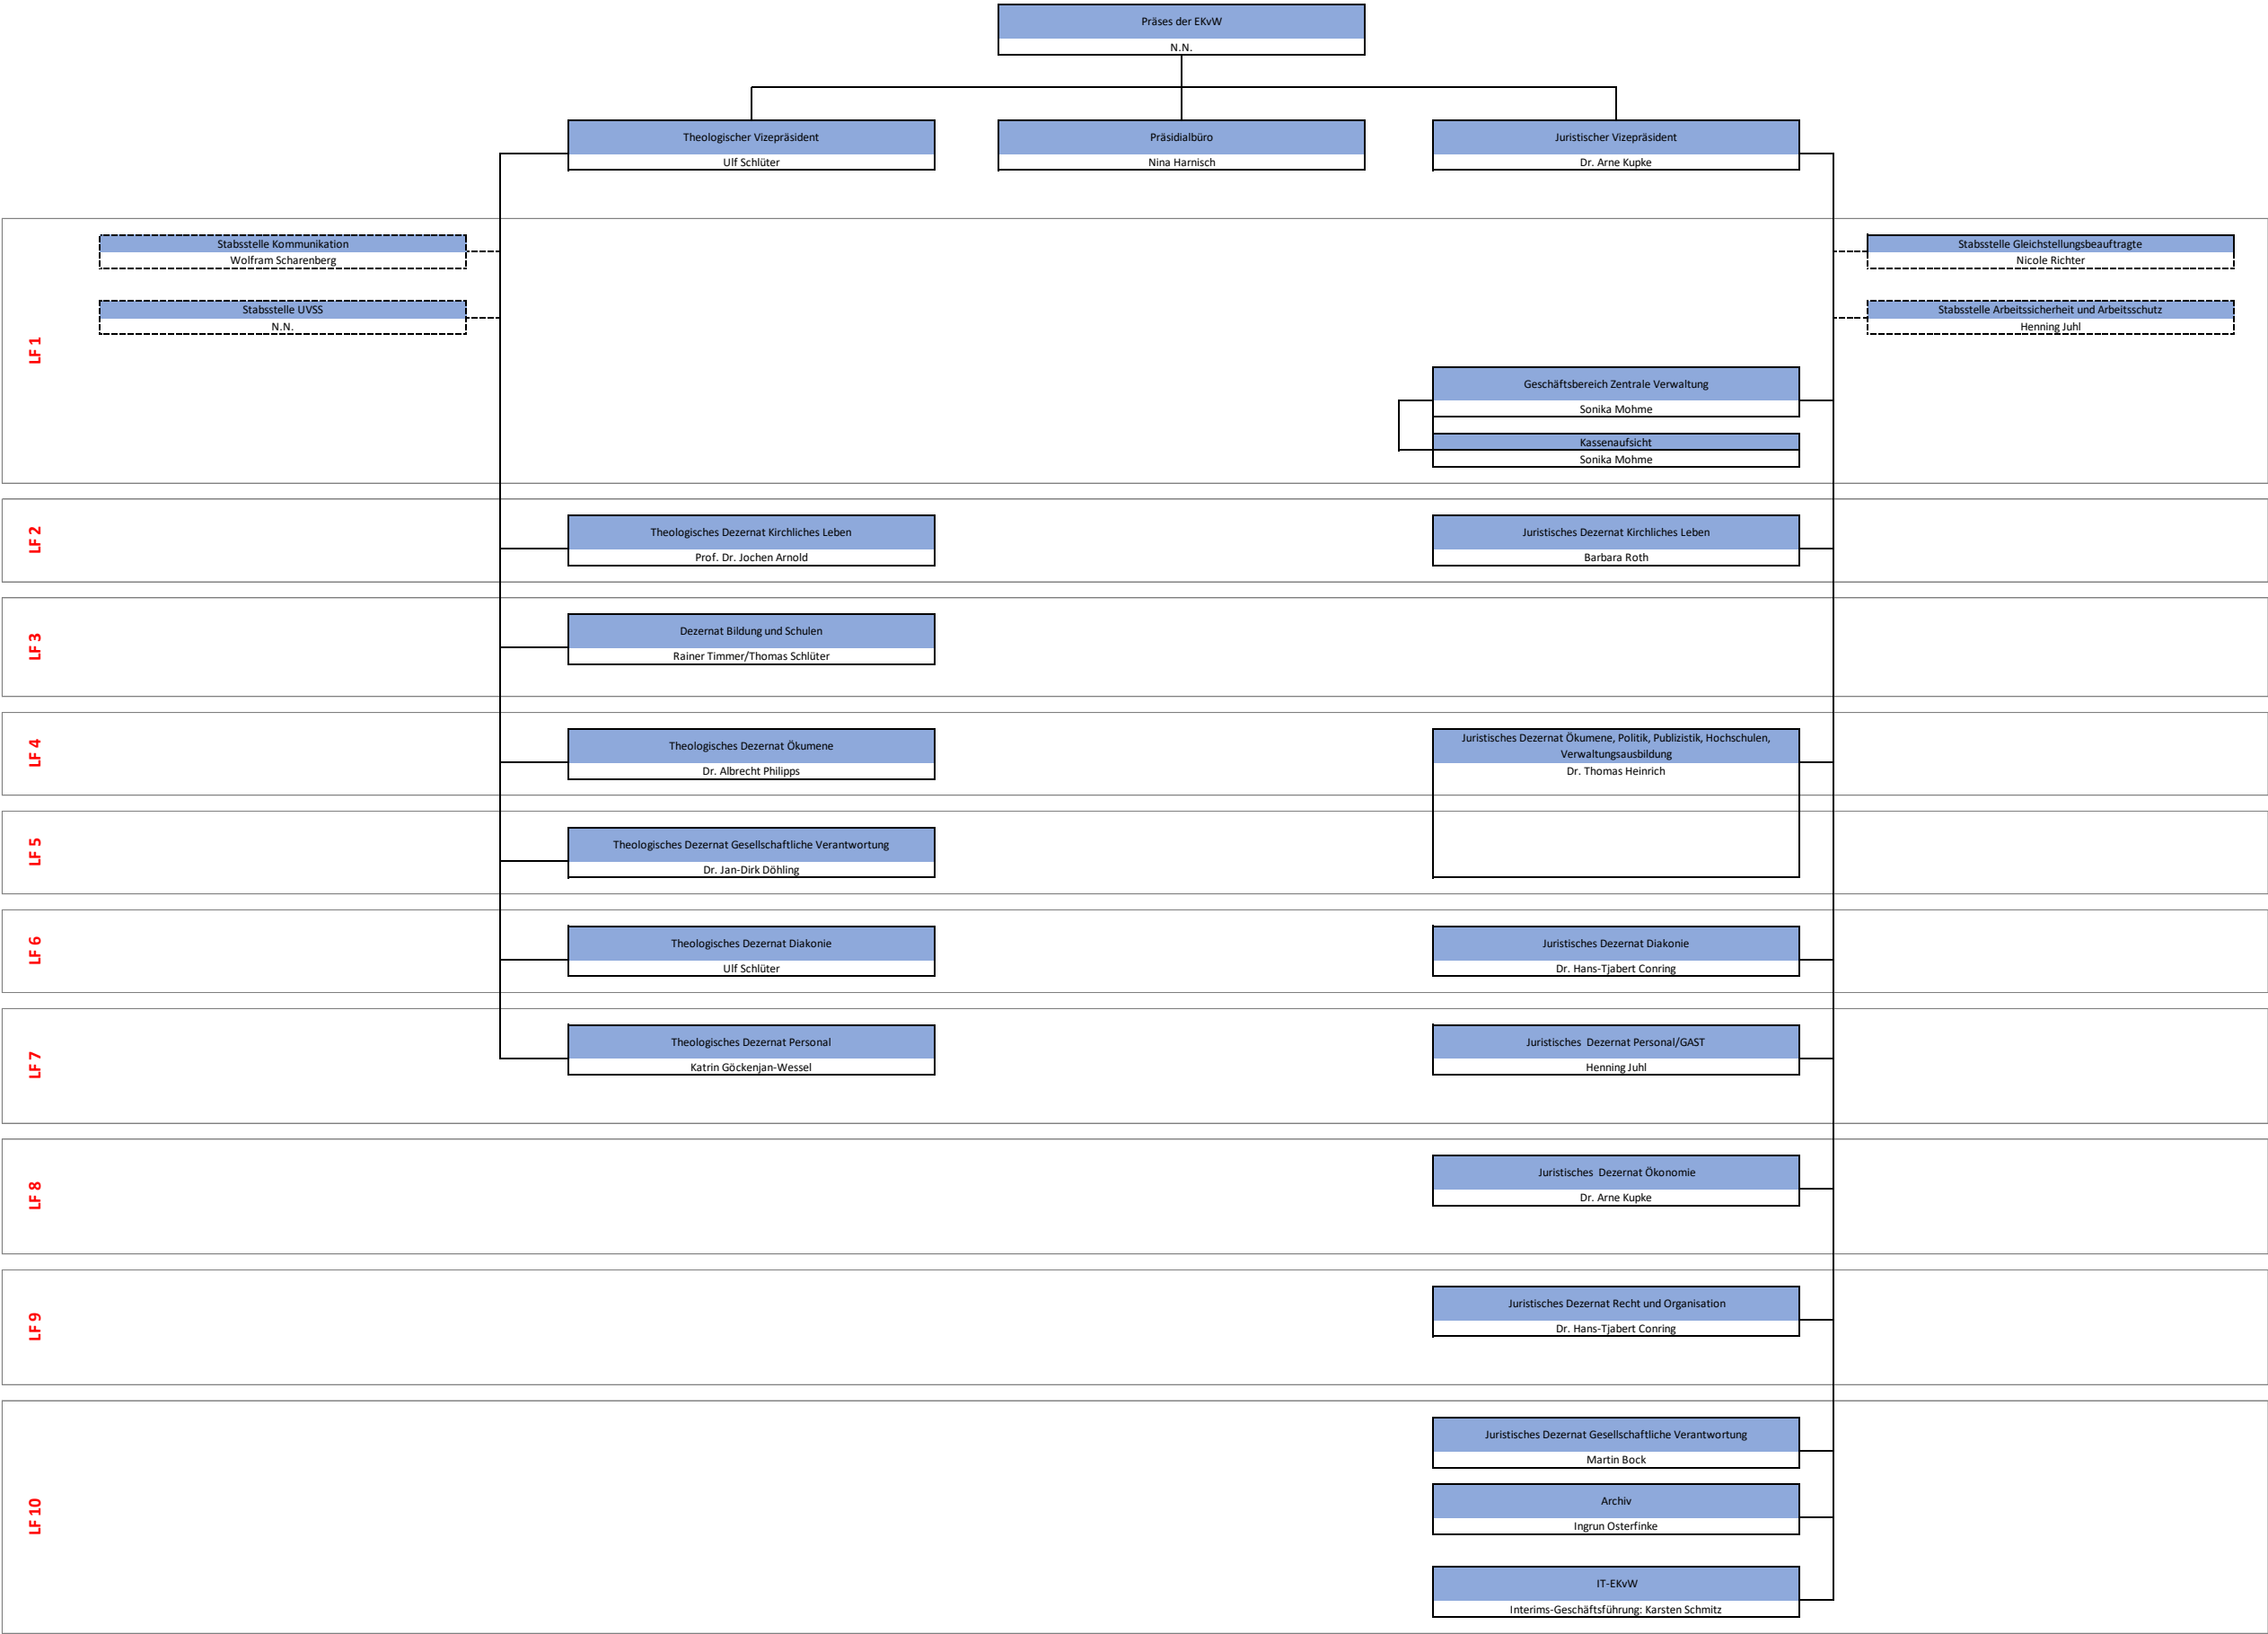 Präses der EKvW
N.N.
Theologischer Vizepräsident
Ulf Schlüter
Präsidialbüro
Nina Harnisch
Juristischer Vizepräsident
Dr. Arne Kupke
LF 1
Stabsstelle Kommunikation
Wolfram Scharenberg
Stabsstelle Gleichstellungsbeauftragte
Nicole Richter
Stabsstelle UVSS
N.N.
Stabsstelle Arbeitssicherheit und Arbeitsschutz
Henning Juhl
Geschäftsbereich Zentrale Verwaltung
Sonika Mohme
Kassenaufsicht
Sonika Mohme
LF 2
Theologisches Dezernat Kirchliches Leben
Prof. Dr. Jochen Arnold
Juristisches Dezernat Kirchliches Leben
Barbara Roth
LF 3
Dezernat Bildung und Schulen
Rainer Timmer/Thomas Schlüter
LF 4
Theologisches Dezernat Ökumene
Dr. Albrecht Philipps
Juristisches Dezernat Ökumene, Politik, Publizistik, Hochschulen,
Verwaltungsausbildung
Dr. Thomas Heinrich
LF 5
Theologisches Dezernat Gesellschaftliche Verantwortung
Dr. Jan-Dirk Döhling
LF 6
Theologisches Dezernat Diakonie
Ulf Schlüter
Juristisches Dezernat Diakonie
Dr. Hans-Tjabert Conring
LF 7
Theologisches Dezernat Personal
Katrin Göckenjan-Wessel
Juristisches Dezernat Personal/GAST
Henning Juhl
LF 8
Juristisches Dezernat Ökonomie
Dr. Arne Kupke
LF 9
Juristisches Dezernat Recht und Organisation
Dr. Hans-Tjabert Conring
LF 10
Juristisches Dezernat Gesellschaftliche Verantwortung
Martin Bock
Archiv
Ingrun Osterfinke
IT-EKvW
Interims-Geschäftsführung: Karsten Schmitz